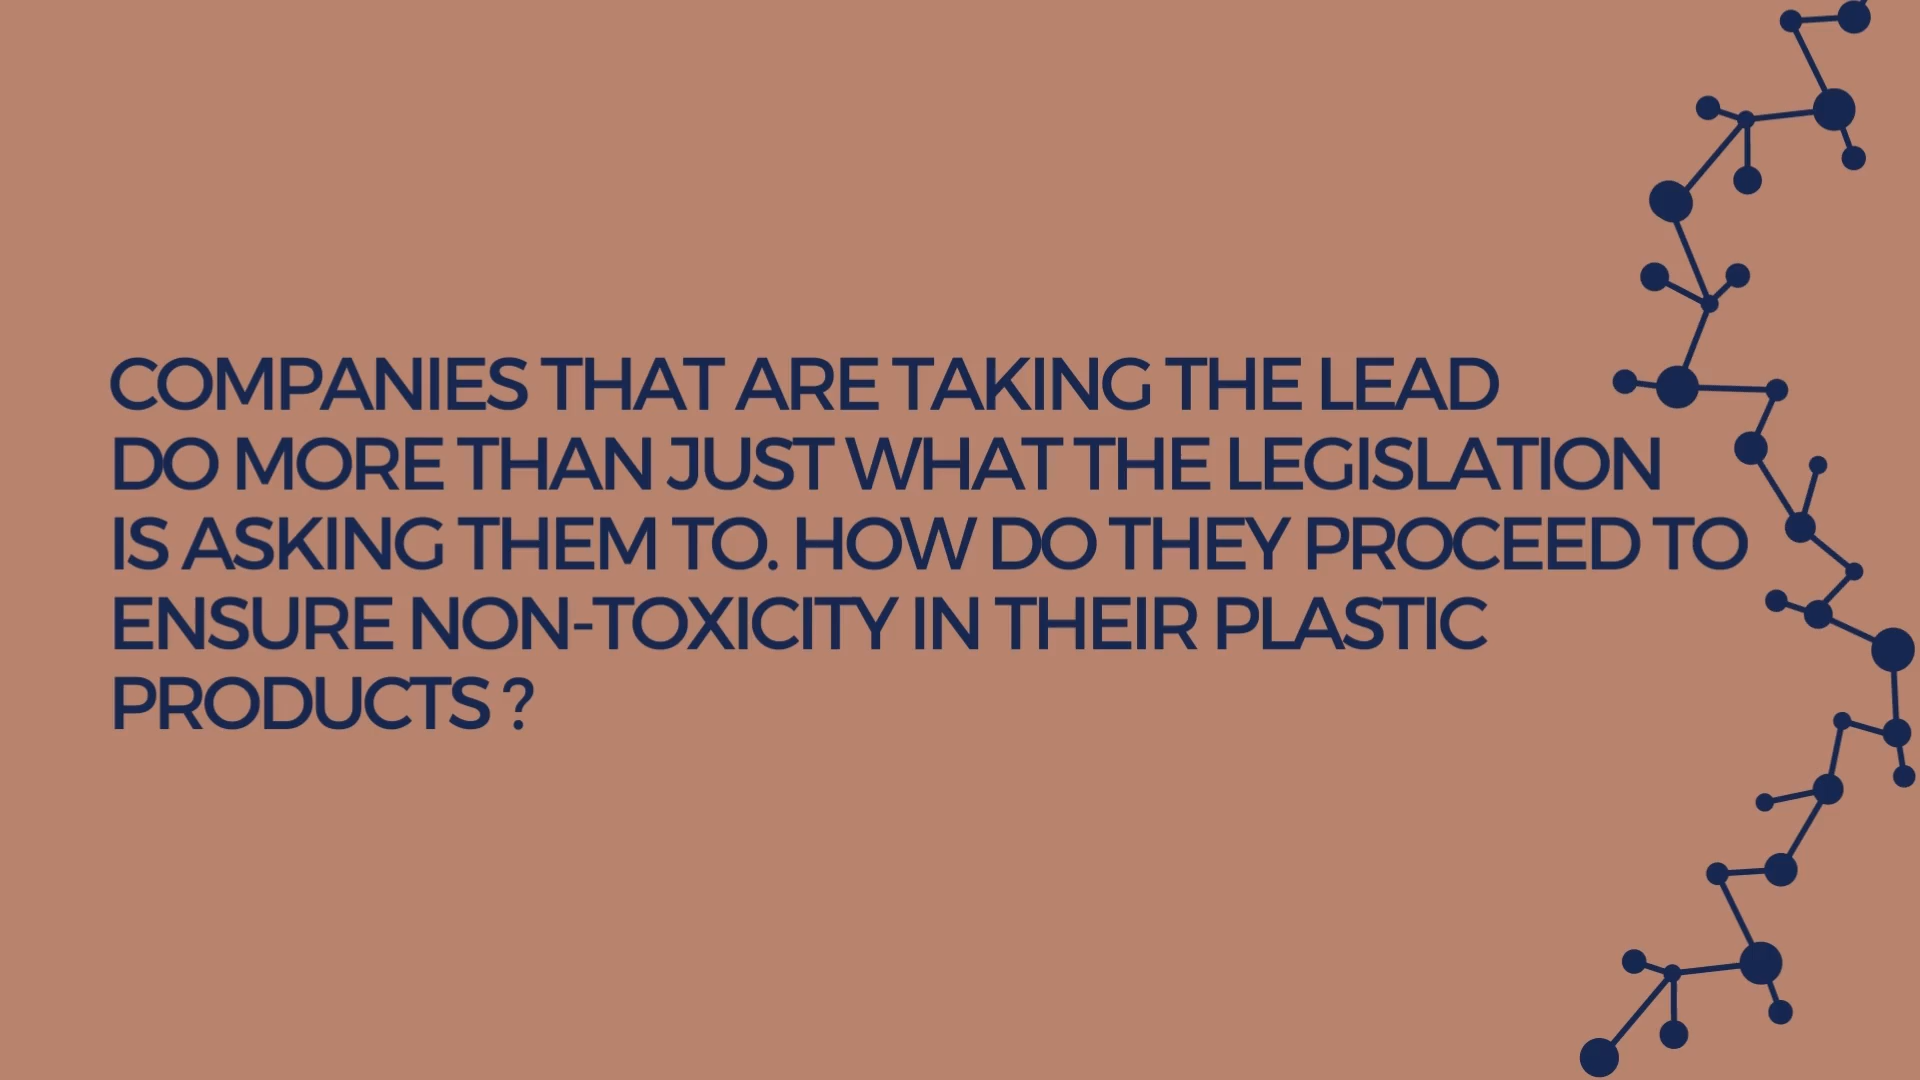 COMPANIES THAT ARE TAKING THE LEAD
DO MORE THAN JUST WHAT THE LEGISLATION
IS ASKING THEM TO. HOW DO THEY PROCEED TO
ENSURE NON-TOXICITY IN THEIR PLASTIC
PRODUCTS ?